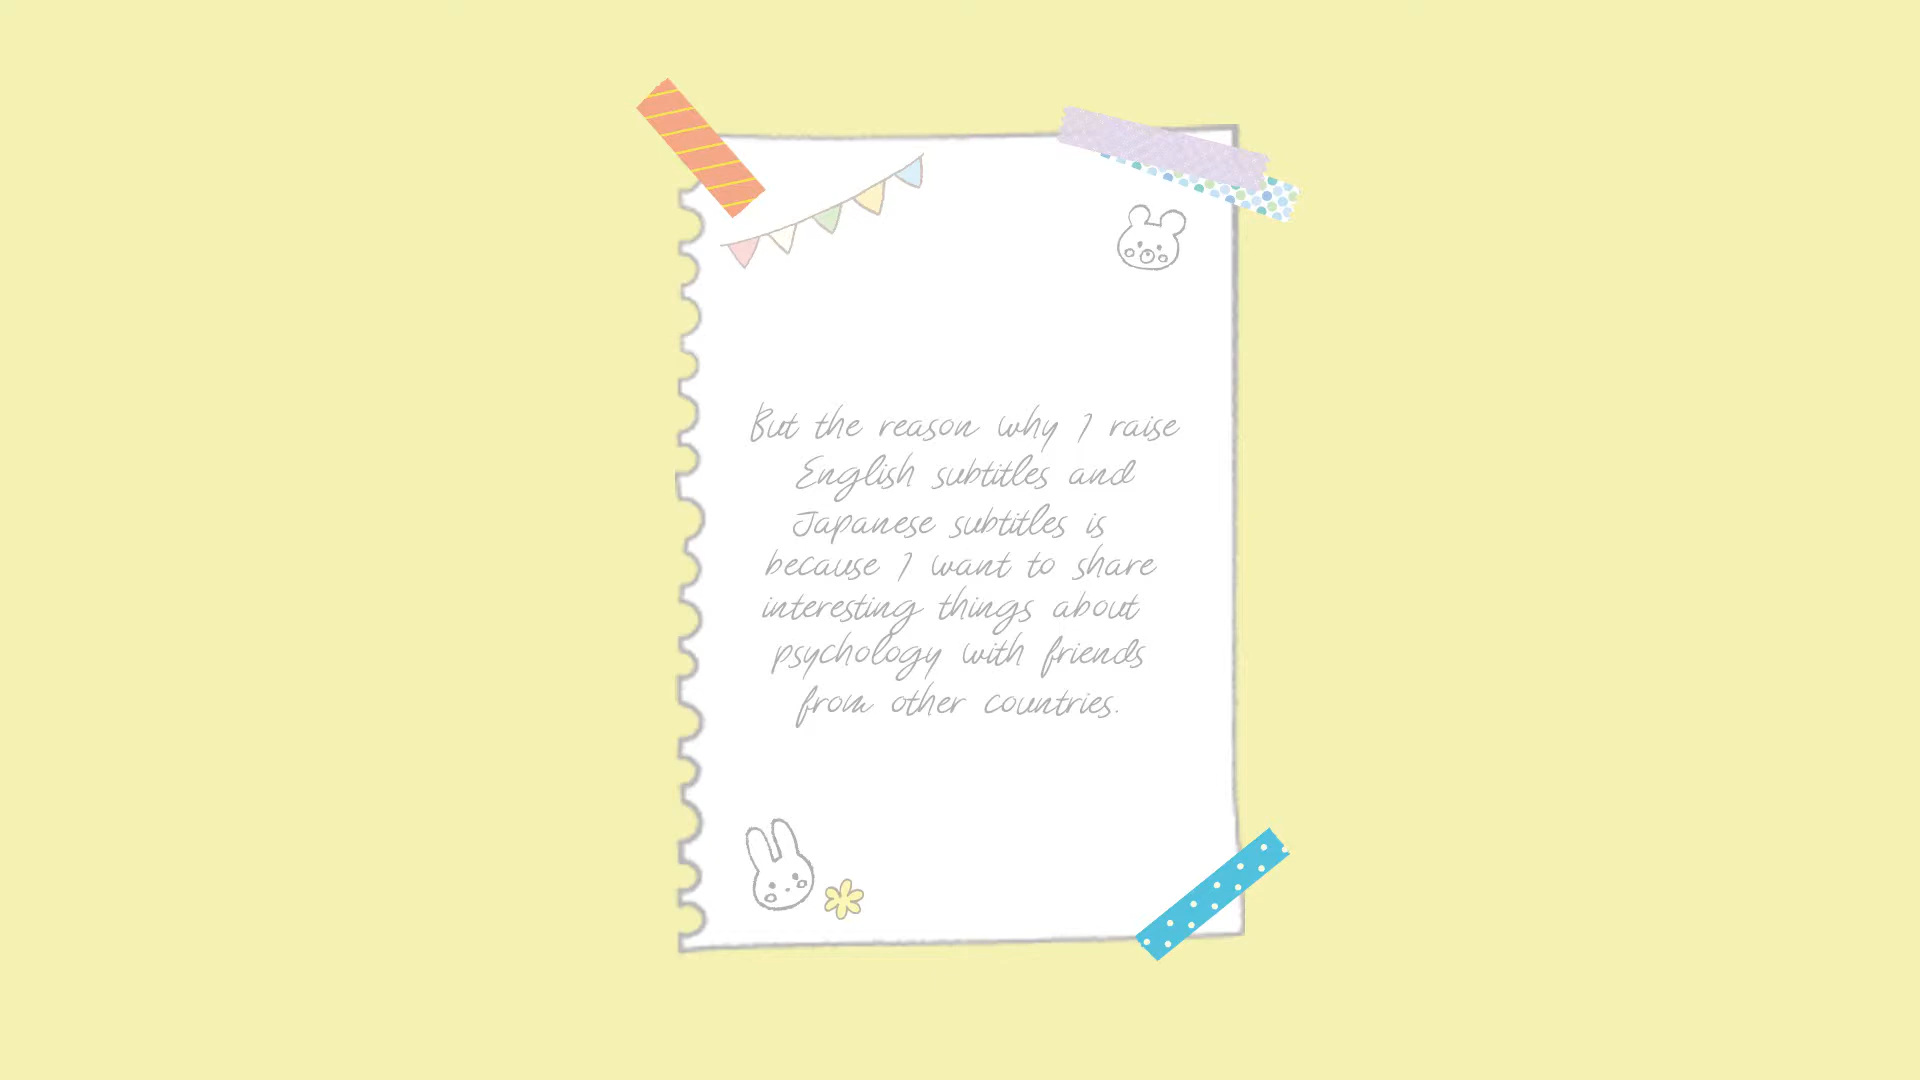 But the reason why I raise
English subtitles and
Japanese subtitles is
because I want to share
interesting things about
psychology with friends
from other countries.